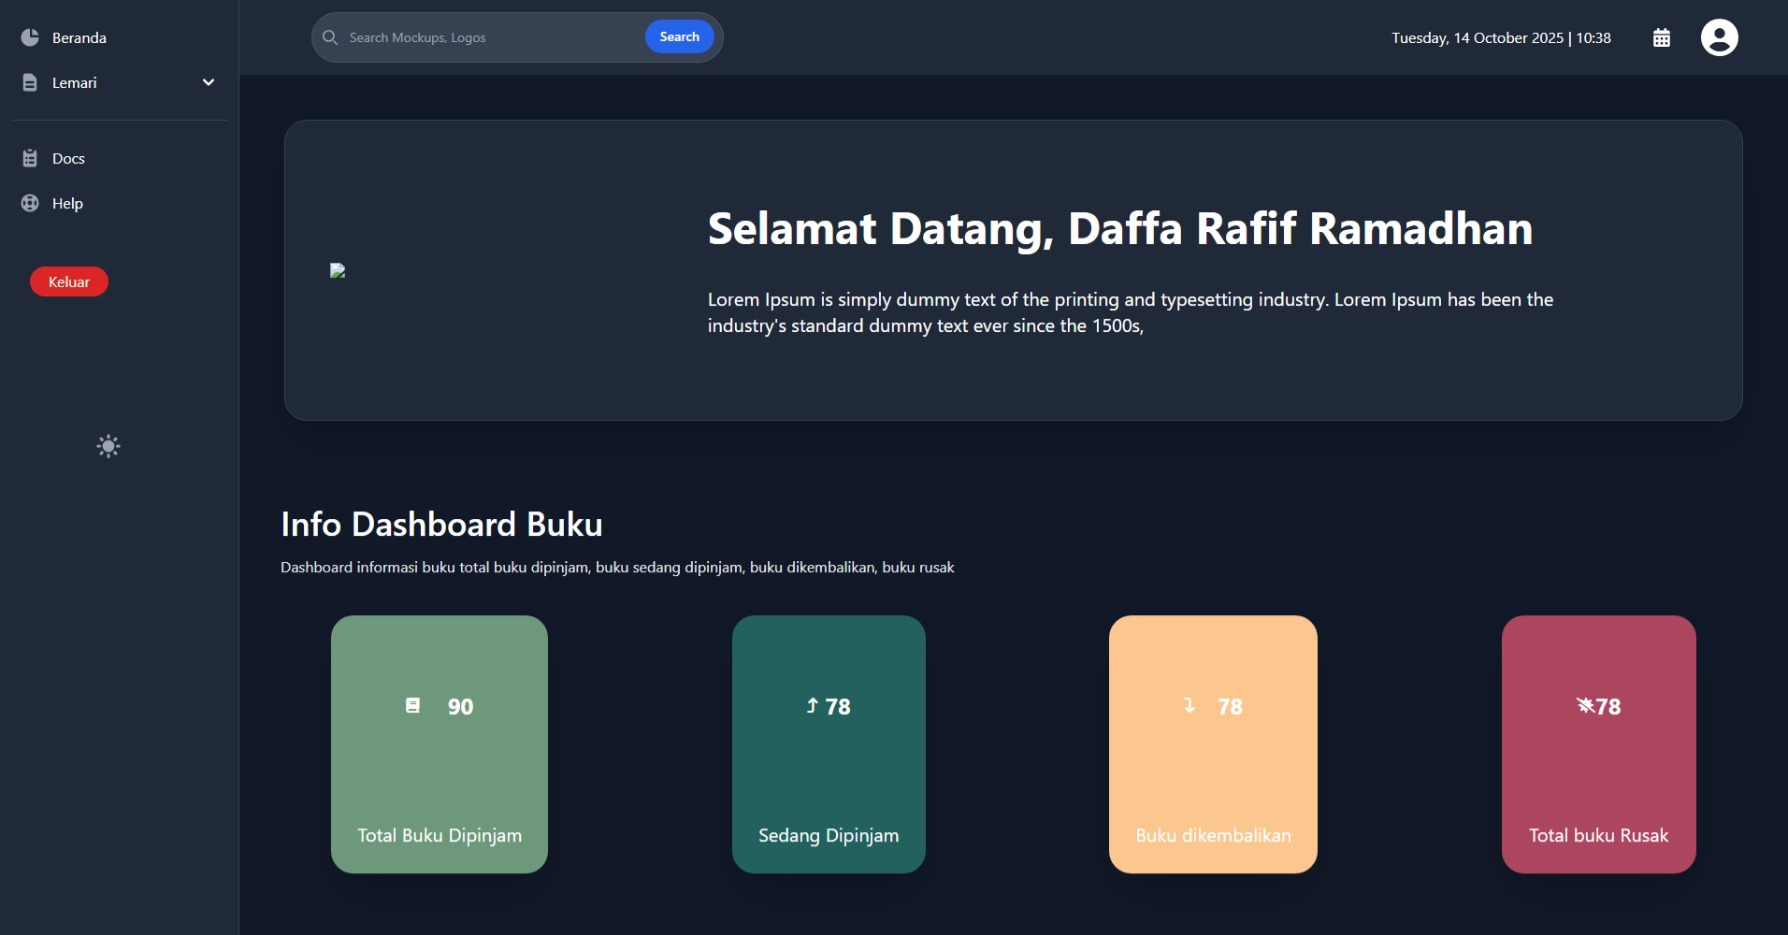 Beranda
Lemari
Docs
Help
Keluar
Search Mockups, Logos
Search
Tuesday, 14 October 2025 | 10:38
Selamat Datang, Daffa Rafif Ramadhan
Lorem Ipsum is simply dummy text of the printing and typesetting industry. Lorem Ipsum has been the
industry's standard dummy text ever since the 1500s,
Info Dashboard Buku
Dashboard informasi buku total buku dipinjam, buku sedang dipinjam, buku dikembalikan, buku rusak
90
Total Buku Dipinjam
78
Sedang Dipinjam
78
Buku dikembalikan
78
Total buku Rusak